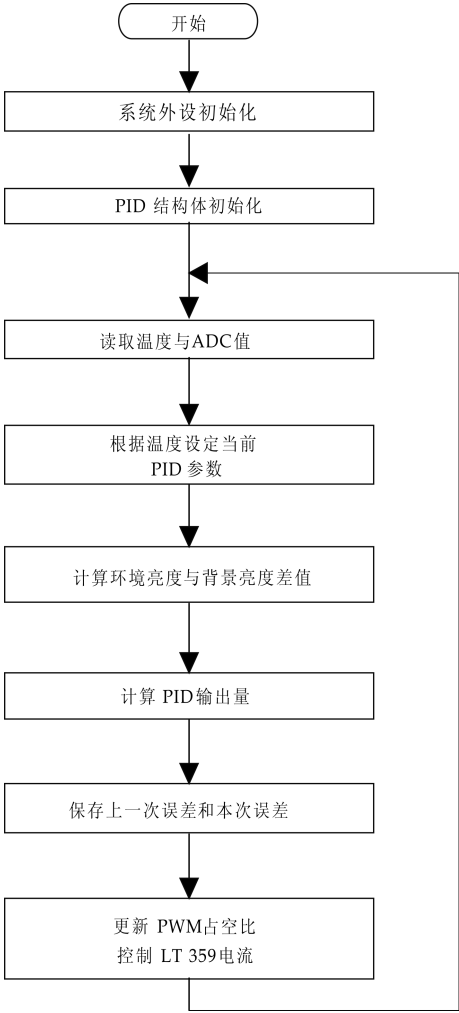 开始
系统外设初始化
PID 结构体初始化
读取温度与ADC值
根据温度设定当前
PID 参数
计算环境亮度与背景亮度差值
计算 PID输出量
保存上一次误差和本次误差
更新 PWM占空比
控制 LT 359电流